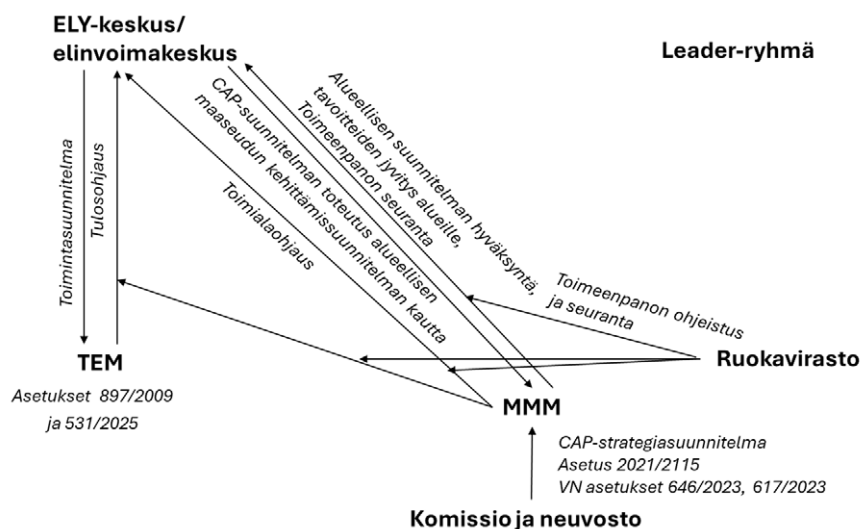 ELY-keskus/
elinvoimakeskus
Leader-ryhmä
Alueellisen suunnitelman hyväksyntä,
tavoitteiden jyvitys alueille,
Toimeenpanon seuranta
CAP-suunnitelman toteutus alueellisen
maaseudun kehittämissuunnitelman kautta
Toimialaohjaus
Toimintasuunnitelma
Tulosohjaus
Toimeenpanon ohjeistus
ja seuranta
TEM
Asetukset 897/2009
ja 531/2025
Ruokavirasto
MMM
CAP-strategiasuunnitelma
Asetus 2021/2115
VN asetukset 646/2023, 617/2023
Komissio ja neuvosto